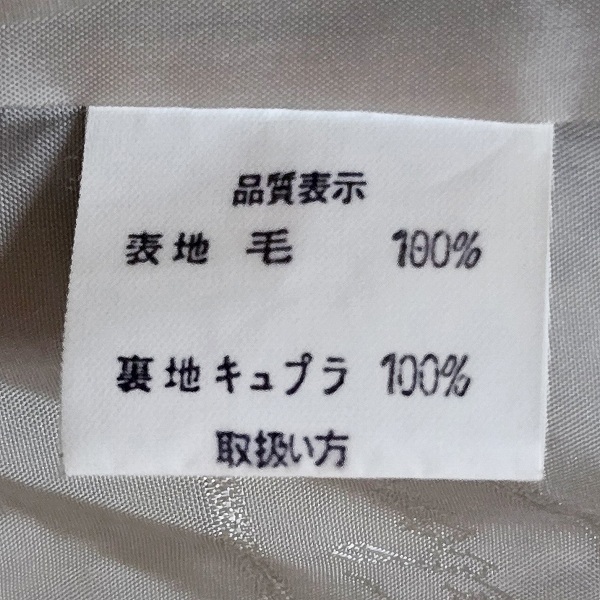 品質表示
表地 毛 100%
裏地キュプラ 100%
取扱い方